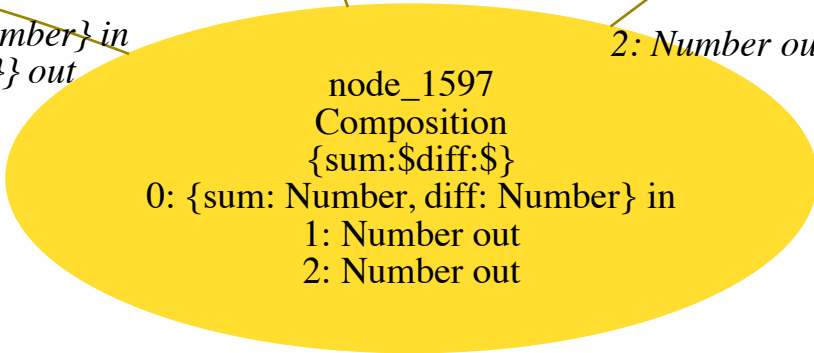 mber} in
}} out
2: Number ou
node_1597
Composition
{sum:$diff:$}
0: {sum: Number, diff: Number} in
1: Number out
2: Number out